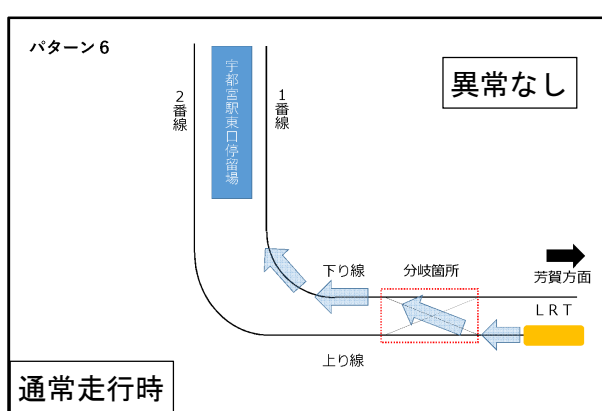 パターン６
異常なし
宇都宮駅東口停留場
２番線
１番線
下り線
分岐箇所
芳賀方面
ＬＲＴ
上り線
通常走行時